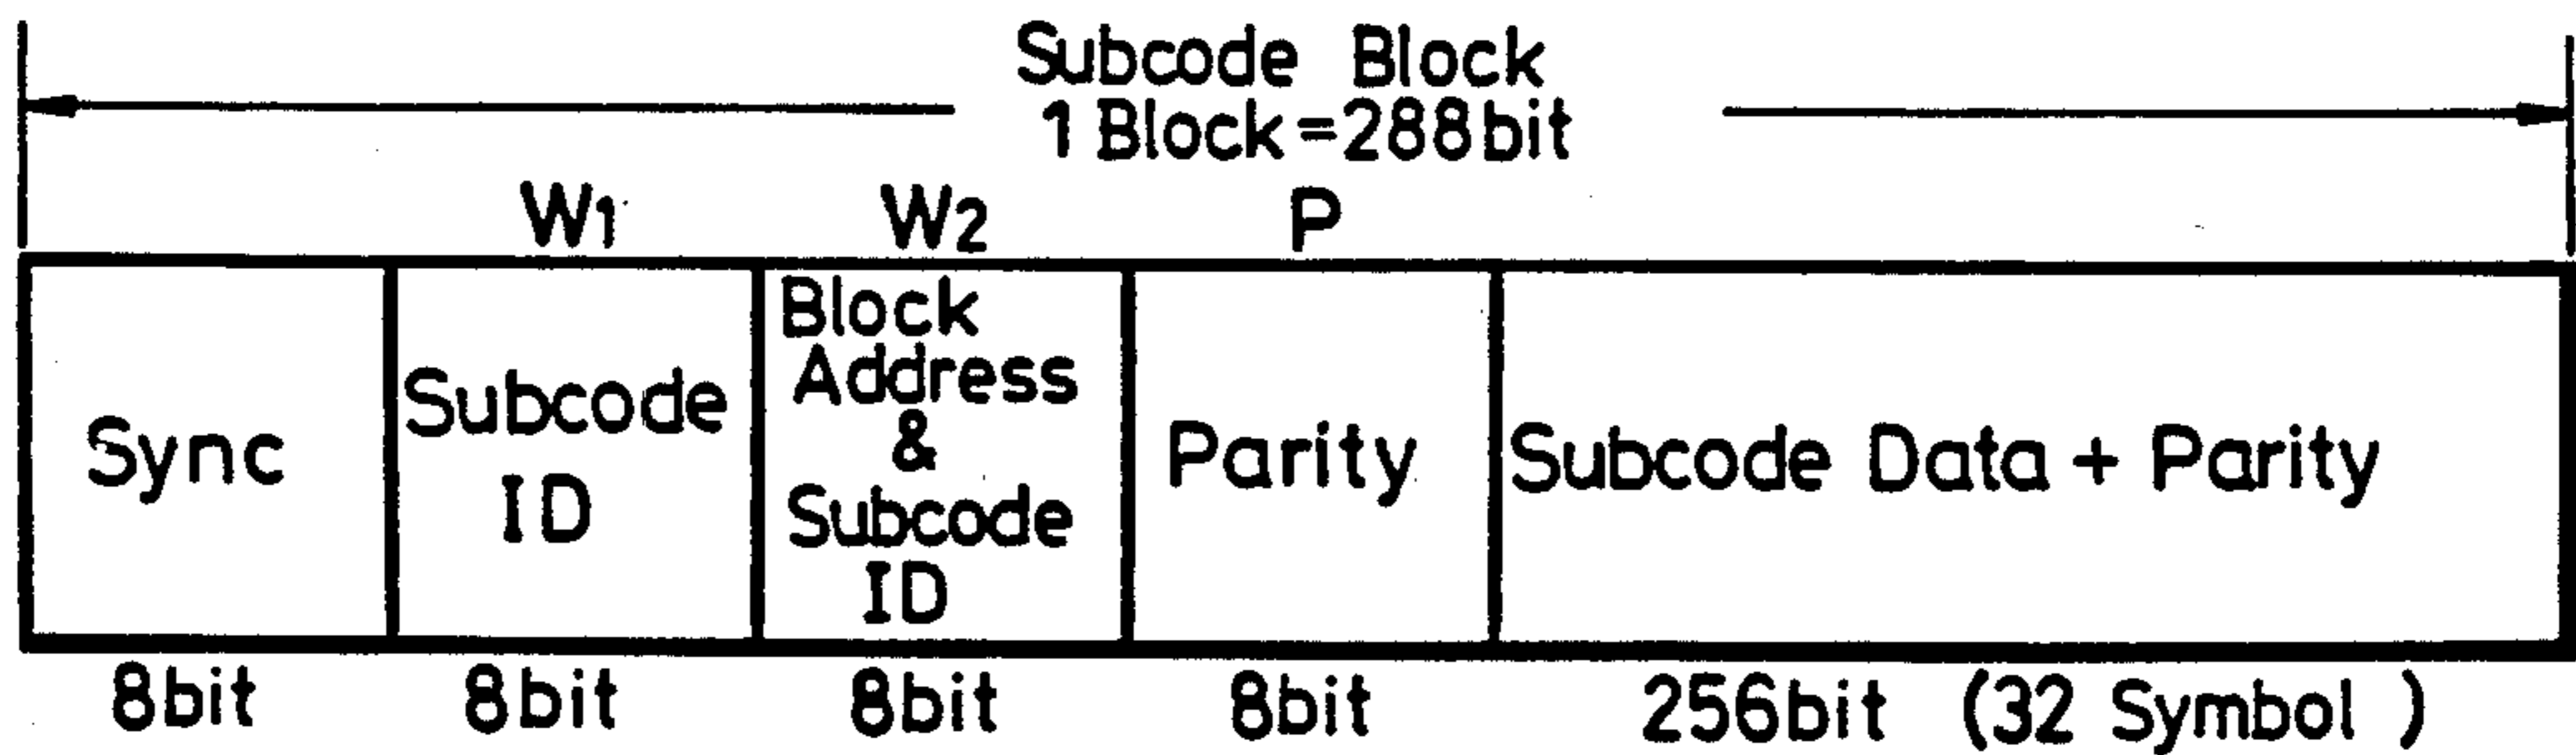 Subcode Block
1 Block=288bit
W1
W2
P
Sync
Subcode
ID
Block
Address
&
Subcode
ID
Parity
Subcode Data + Parity
8bit
8bit
8bit
8bit
256bit (32 Symbol )